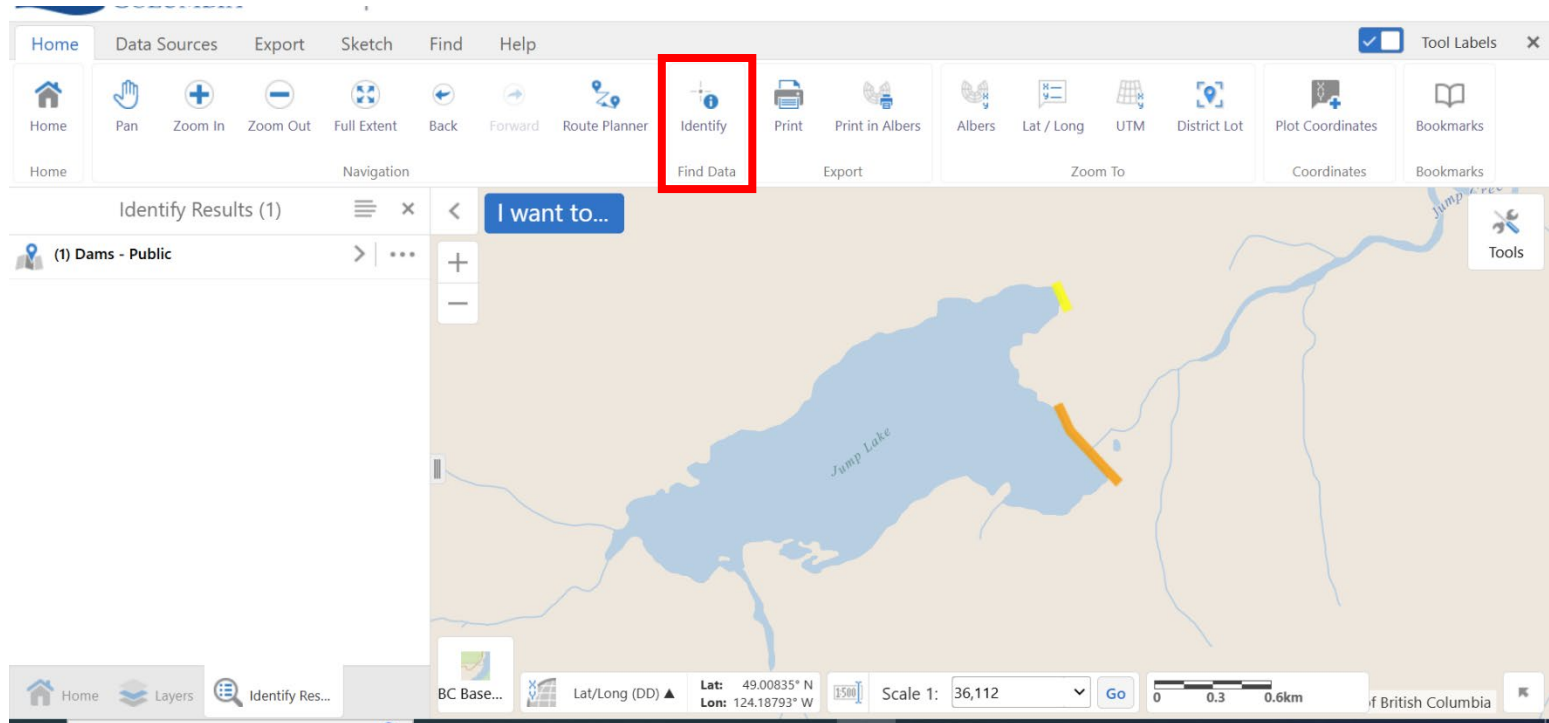 Home Data Sources Export Sketch Find Help Tool Labels
Home Pan Zoom In Zoom Out Full Extent Back Forward Route Planner Identify Print Print in Albers Albers Lat / Long UTM District Lot Plot Coordinates Bookmarks
Home Navigation Find Data Export Zoom To Coordinates Bookmarks
Identify Results (1)
I want to...
Tools
(1) Dams - Public
Jump Lake
Home Layers Identify Res...
BC Base...
Lat/Long (DD)
Lat: 49.00835° N
Lon: 124.18793° W
1:500
Scale 1: 36,112 Go
0 0.3 0.6km
of British Columbia